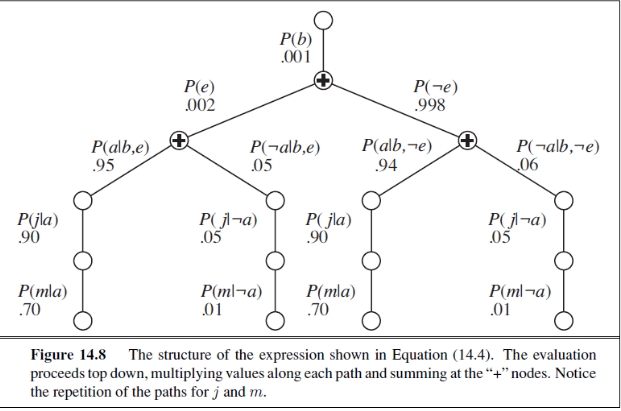 P(b)
.001
P(e)
.002
P(¬e)
.998
P(a|b,e)
.95
P(¬a|b,e)
.05
P(a|b,¬e)
.94
P(¬a|b,¬e)
.06
P(j|a)
.90
P(j|¬a)
.05
P(j|a)
.90
P(j|¬a)
.05
P(m|a)
.70
P(m|¬a)
.01
P(m|a)
.70
P(m|¬a)
.01
Figure 14.8 The structure of the expression shown in Equation (14.4). The evaluation
proceeds top down, multiplying values along each path and summing at the “+” nodes. Notice
the repetition of the paths for j and m.